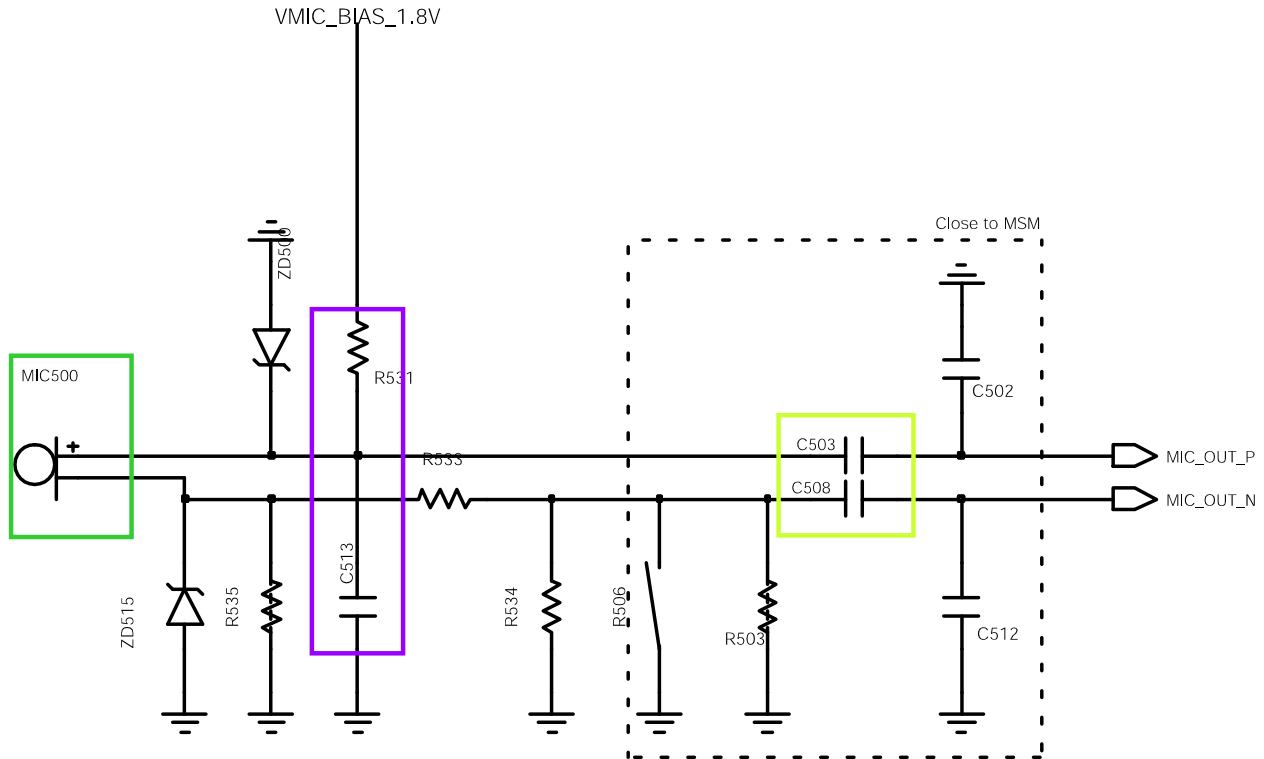 VMIC_BIAS_1.8V
Close to MSM
ZD500
MIC500
R531
C502
+
C503
R533
MIC_OUT_P
C508
MIC_OUT_N
C513
ZD515
R535
R534
R506
R503
C512